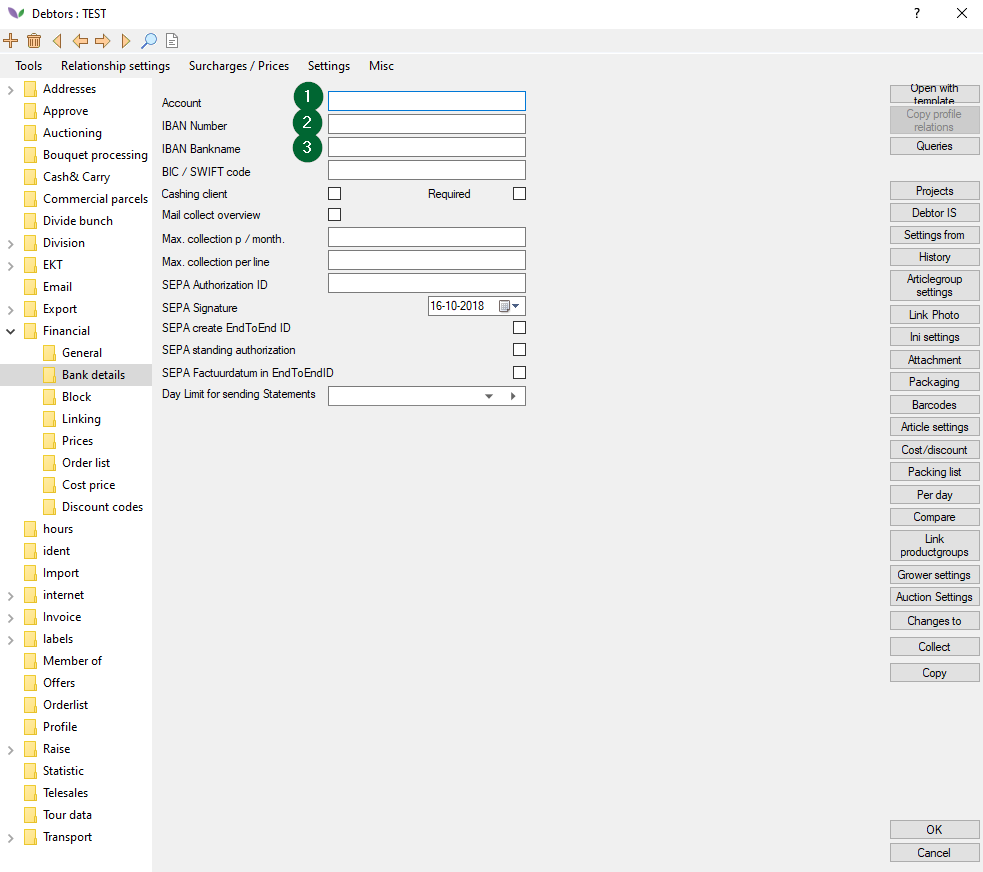 Debtors : TEST
?
Tools Relationship settings Surcharges / Prices Settings Misc
Addresses
Approve
Auctioning
Bouquet processing
Cash& Carry
Commercial parcels
Divide bunch
Division
EKT
Email
Export
Financial
General
Bank details
Block
Linking
Prices
Order list
Cost price
Discount codes
hours
ident
Import
internet
Invoice
labels
Member of
Offers
Orderlist
Profile
Raise
Statistic
Telesales
Tour data
Transport
Account 1
IBAN Number 2
IBAN Bankname 3
BIC / SWIFT code
Cashing client Required
Mail collect overview
Max. collection p / month.
Max. collection per line
SEPA Authorization ID
SEPA Signature 16-10-2018
SEPA create EndToEnd ID
SEPA standing authorization
SEPA Factuurdatum in EndToEndID
Day Limit for sending Statements
Open with
template
Copy profile
relations
Queries
Projects
Debtor IS
Settings from
History
Articlegroup
settings
Link Photo
Ini settings
Attachment
Packaging
Barcodes
Article settings
Cost/discount
Packing list
Per day
Compare
Link
productgroups
Grower settings
Auction Settings
Changes to
Collect
Copy
OK
Cancel